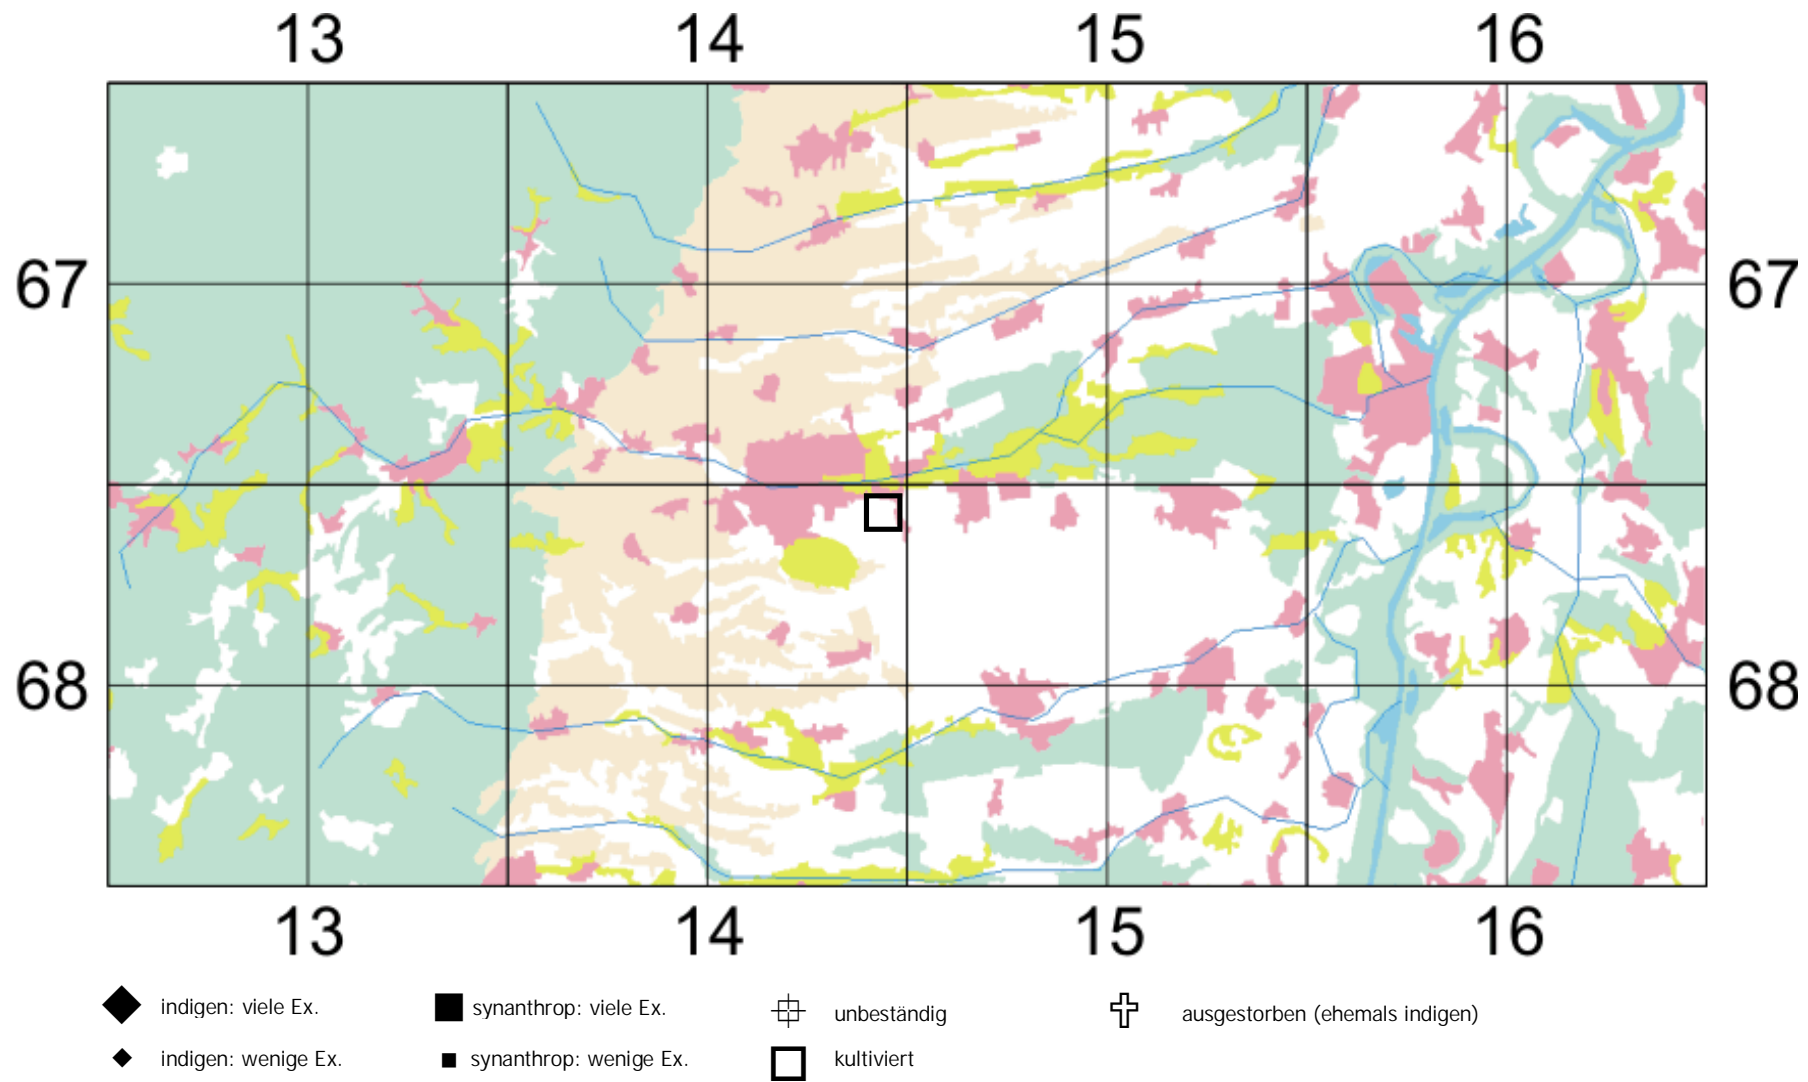 13 14 15 16
67 67
68 68
13 14 15 16
indigen: viele Ex. synanthrop: viele Ex. unbeständig ausgestorben (ehemals indigen)
indigen: wenige Ex. synanthrop: wenige Ex. kultiviert